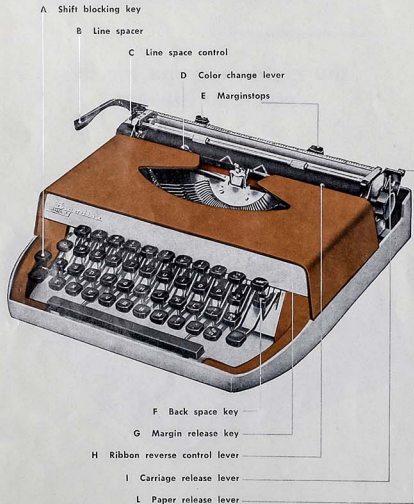 A Shift blocking key
B Line spacer
C Line space control
D Color change lever
E Marginstops
F Back space key
G Margin release key
H Ribbon reverse control lever
I Carriage release lever
L Paper release lever